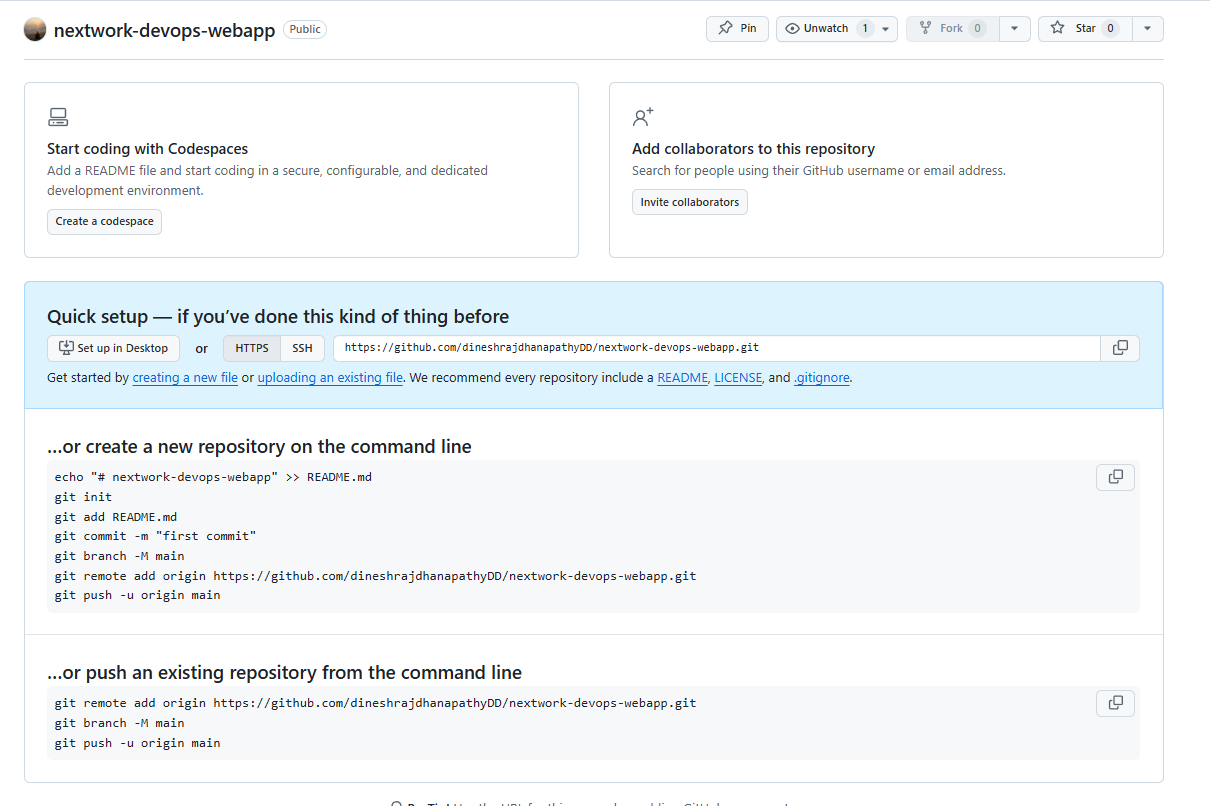 nextwork-devops-webapp Public Pin Unwatch 1 Fork 0 Star 0
Start coding with Codespaces
Add a README file and start coding in a secure, configurable, and dedicated
development environment.
Create a codespace
Add collaborators to this repository
Search for people using their GitHub username or email address.
Invite collaborators
Quick setup — if you’ve done this kind of thing before
Set up in Desktop or HTTPS SSH https://github.com/dineshrajdhanapathyDD/nextwork-devops-webapp.git
Get started by creating a new file or uploading an existing file. We recommend every repository include a README, LICENSE, and .gitignore.
…or create a new repository on the command line
echo "# nextwork-devops-webapp" >> README.md
git init
git add README.md
git commit -m "first commit"
git branch -M main
git remote add origin https://github.com/dineshrajdhanapathyDD/nextwork-devops-webapp.git
git push -u origin main
…or push an existing repository from the command line
git remote add origin https://github.com/dineshrajdhanapathyDD/nextwork-devops-webapp.git
git branch -M main
git push -u origin main